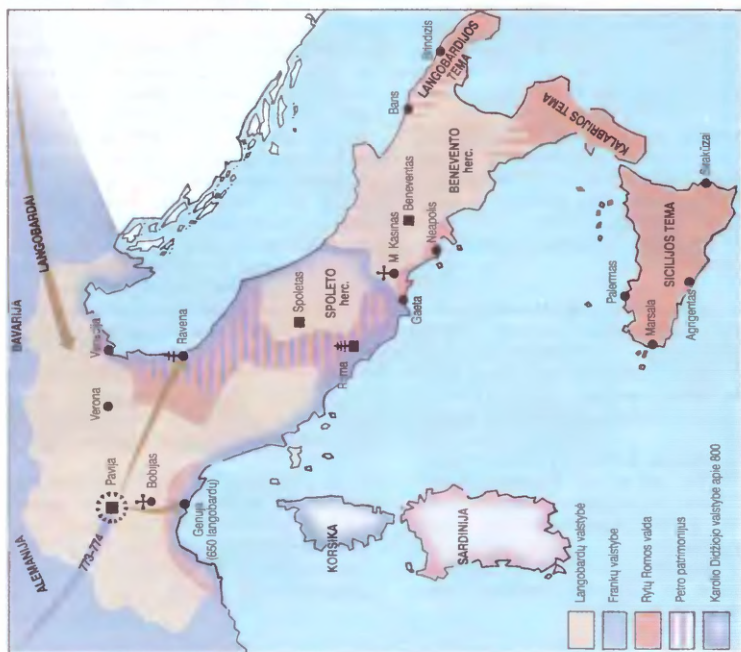 BAVARIJA
LANGOBARDAI
ALEMANIJA
773–774
Verona
Venecija
Pavija
Bobijas
Ravena
Genuja
(650 langobardų)
Spoletas
SPOLETO
herc.
Roma
KORSIKA
SARDINIJA
M. Kasinas
Gaeta
Neapolis
Beneventas
BENEVENTO
herc.
Baris
Brindizis
LANGOBARDIJOS
TEMA
KALABRIJOS TEMA
Palermas
Marsala
Agrigentas
SICILIJOS TEMA
Sirakūzai
Langobardų valstybė
Frankų valstybė
Rytų Romos valda
Petro patrimonijus
Karolio Didžiojo valstybė apie 800